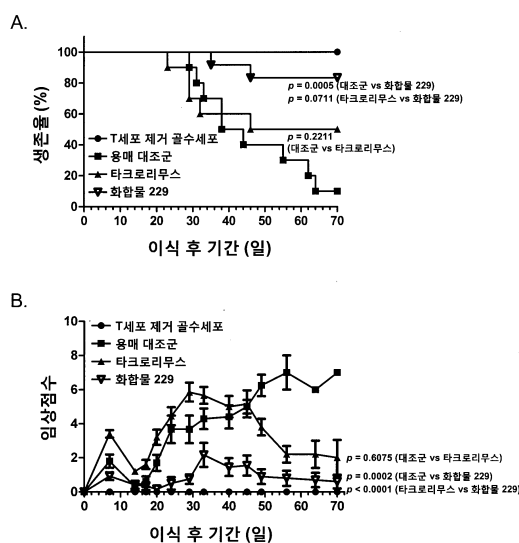 A.
생존율 (%)
100
80
60
40
20
0
p = 0.0005 (대조군 vs 화합물 229)
p = 0.0711 (타크로리무스 vs 화합물 229)
p = 0.2211
(대조군 vs 타크로리무스)
T세포 제거 골수세포
용매 대조군
타크로리무스
화합물 229
0 10 20 30 40 50 60 70
이식 후 기간 (일)
B.
임상점수
10
8
6
4
2
0
T세포 제거 골수세포
용매 대조군
타크로리무스
화합물 229
p = 0.6075 (대조군 vs 타크로리무스)
p = 0.0002 (대조군 vs 화합물 229)
p < 0.0001 (타크로리무스 vs 화합물 229)
0 10 20 30 40 50 60 70
이식 후 기간 (일)